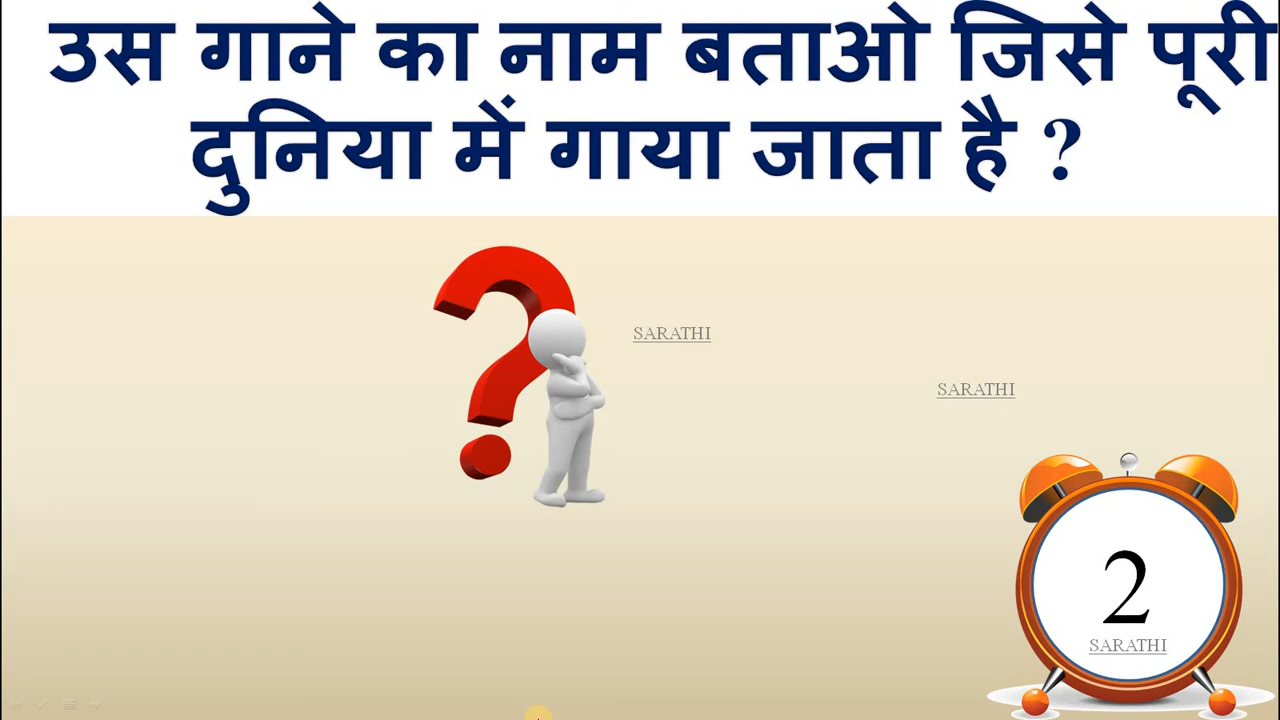 उस गाने का नाम बताओ जिसे पूरी
दुनिया में गाया जाता है ?
SARATHI
SARATHI
2
SARATHI